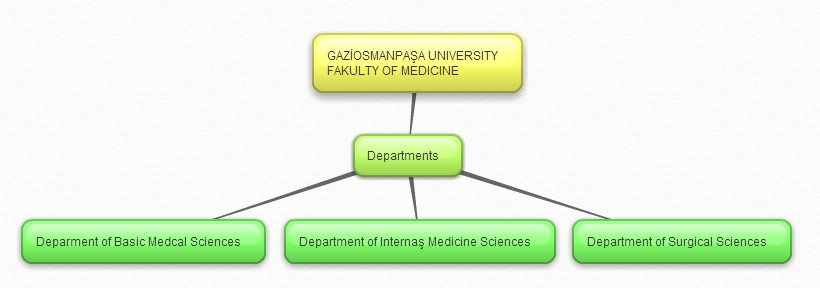 GAZİOSMANPAŞA UNIVERSITY
FAKULTY OF MEDICINE
Departments
Deparment of Basic Medcal Sciences
Department of Internaş Medicine Sciences
Department of Surgical Sciences